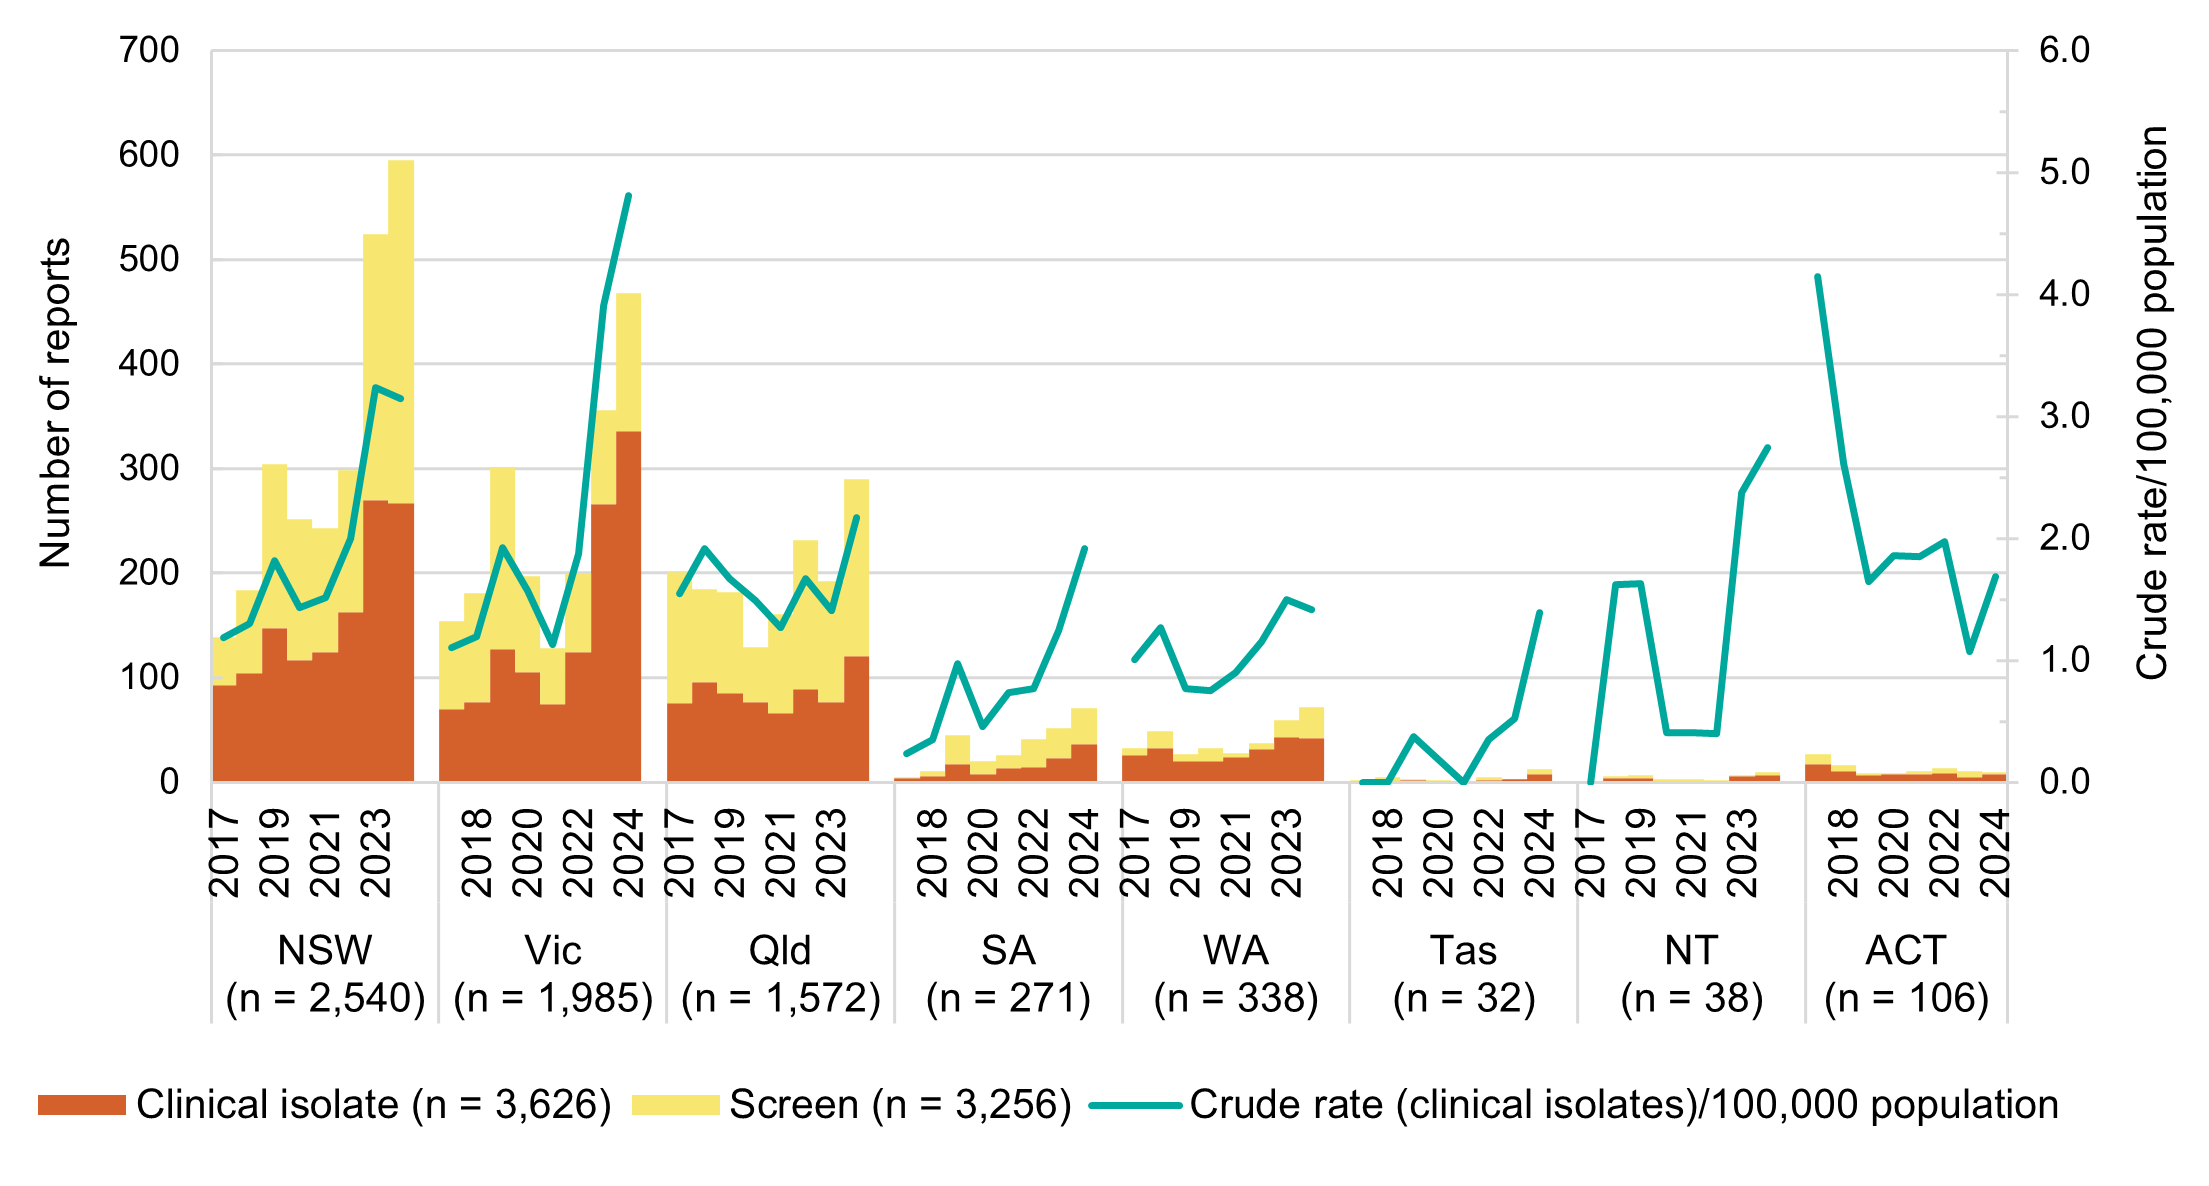 700
600
500
400
300
200
100
0
Number of reports
6.0
5.0
4.0
3.0
2.0
1.0
0.0
Crude rate/100,000 population
2017 2019 2021 2023
2018 2020 2022 2024
2017 2019 2021 2023
2018 2020 2022 2024
2017 2019 2021 2023
2018 2020 2022 2024
2017 2019 2021 2023
2018 2020 2022 2024
NSW
(n = 2,540)
Vic
(n = 1,985)
Qld
(n = 1,572)
SA
(n = 271)
WA
(n = 338)
Tas
(n = 32)
NT
(n = 38)
ACT
(n = 106)
Clinical isolate (n = 3,626)
Screen (n = 3,256)
Crude rate (clinical isolates)/100,000 population